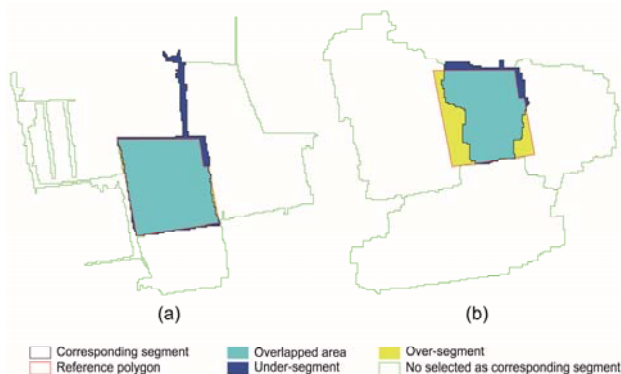 (a) (b)
Corresponding segment Overlapped area Over-segment
Reference polygon Under-segment No selected as corresponding segment